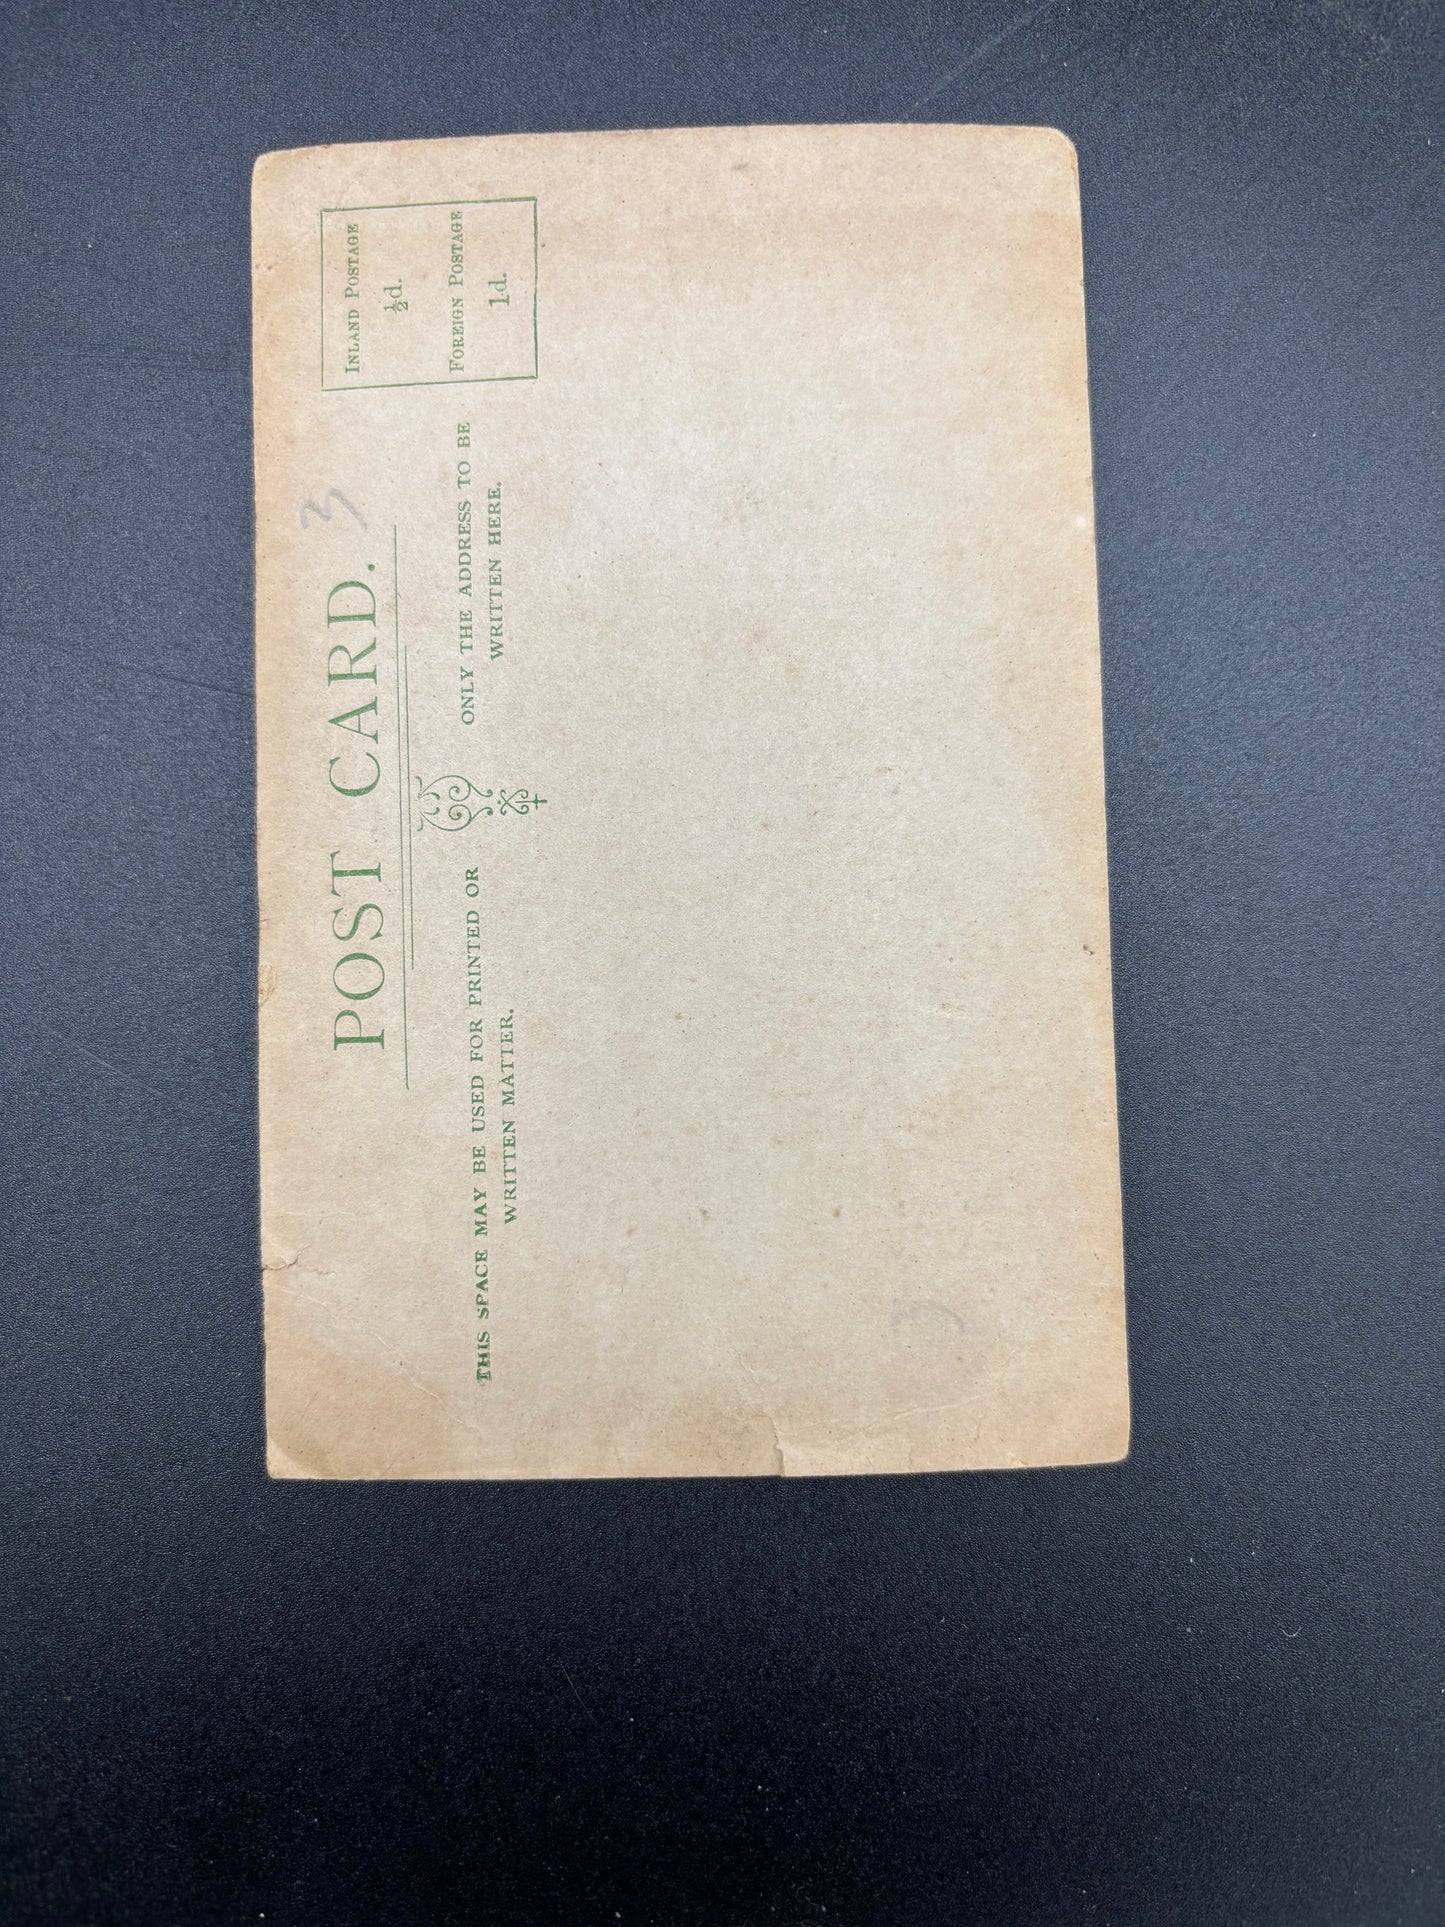 3
POST CARD.
INLAND POSTAGE
½d.
FOREIGN POSTAGE
1d.
THIS SPACE MAY BE USED FOR PRINTED OR
WRITTEN MATTER.
ONLY THE ADDRESS TO BE
WRITTEN HERE.